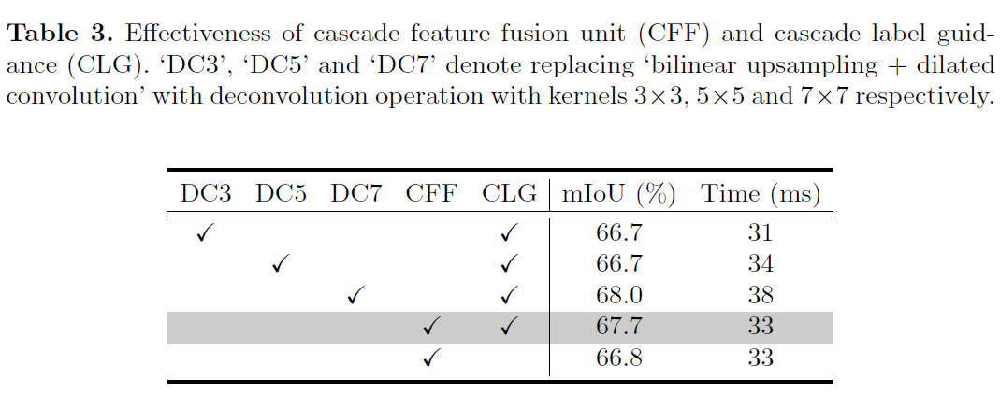 Table 3. Effectiveness of cascade feature fusion unit (CFF) and cascade label guid-
ance (CLG). ‘DC3’, ‘DC5’ and ‘DC7’ denote replacing ‘bilinear upsampling + dilated
convolution’ with deconvolution operation with kernels 3×3, 5×5 and 7×7 respectively.
DC3 DC5 DC7 CFF CLG mIoU (%) Time (ms)
✓ ✓ 66.7 31
✓ ✓ 66.7 34
✓ ✓ 68.0 38
✓ ✓ 67.7 33
✓ 66.8 33